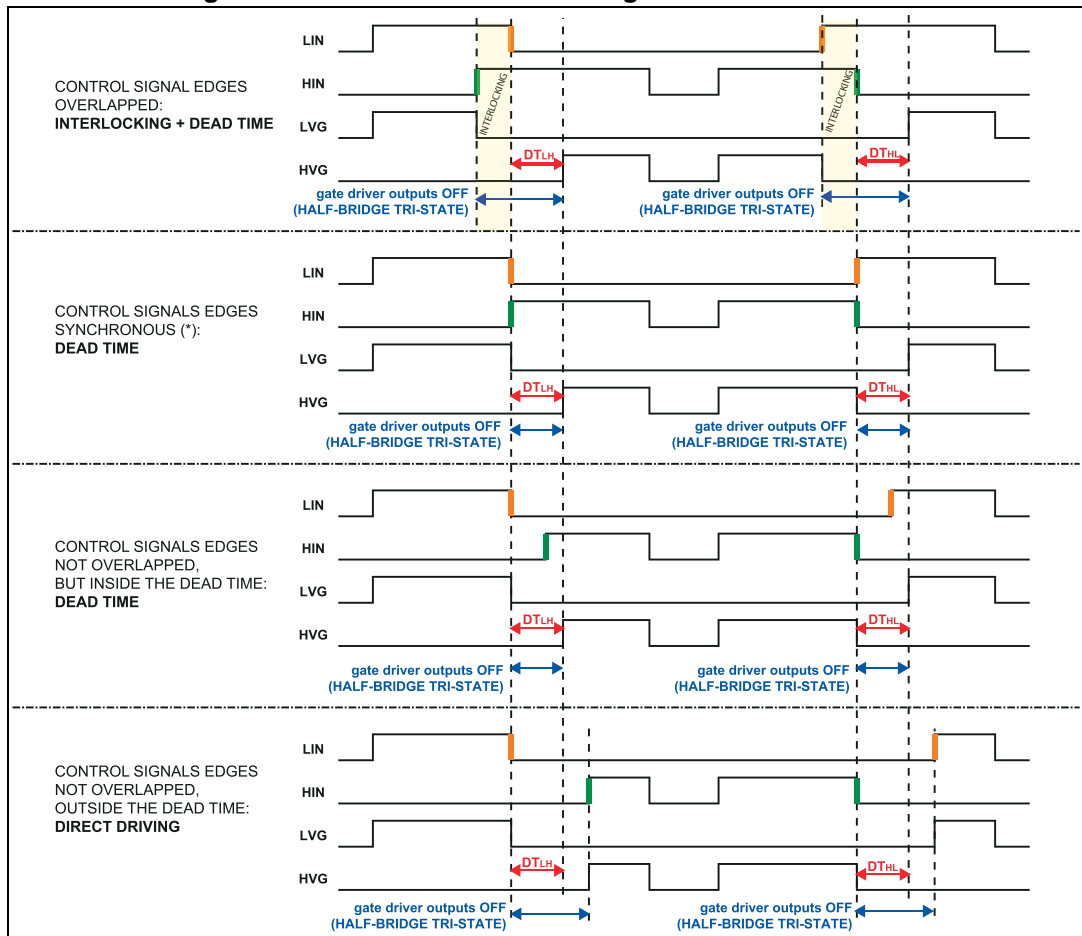 LIN
HIN
CONTROL SIGNAL EDGES
OVERLAPPED:
INTERLOCKING + DEAD TIME
INTERLOCKING
INTERLOCKING
LVG
HVG
DTLH
DTHL
gate driver outputs OFF
(HALF-BRIDGE TRI-STATE)
gate driver outputs OFF
(HALF-BRIDGE TRI-STATE)
LIN
CONTROL SIGNALS EDGES
SYNCHRONOUS (*):
DEAD TIME
HIN
LVG
HVG
DTLH
DTHL
gate driver outputs OFF
(HALF-BRIDGE TRI-STATE)
gate driver outputs OFF
(HALF-BRIDGE TRI-STATE)
LIN
CONTROL SIGNALS EDGES
NOT OVERLAPPED,
BUT INSIDE THE DEAD TIME:
DEAD TIME
HIN
LVG
HVG
DTLH
DTHL
gate driver outputs OFF
(HALF-BRIDGE TRI-STATE)
gate driver outputs OFF
(HALF-BRIDGE TRI-STATE)
LIN
CONTROL SIGNALS EDGES
NOT OVERLAPPED,
OUTSIDE THE DEAD TIME:
DIRECT DRIVING
HIN
LVG
HVG
DTLH
DTHL
gate driver outputs OFF
(HALF-BRIDGE TRI-STATE)
gate driver outputs OFF
(HALF-BRIDGE TRI-STATE)